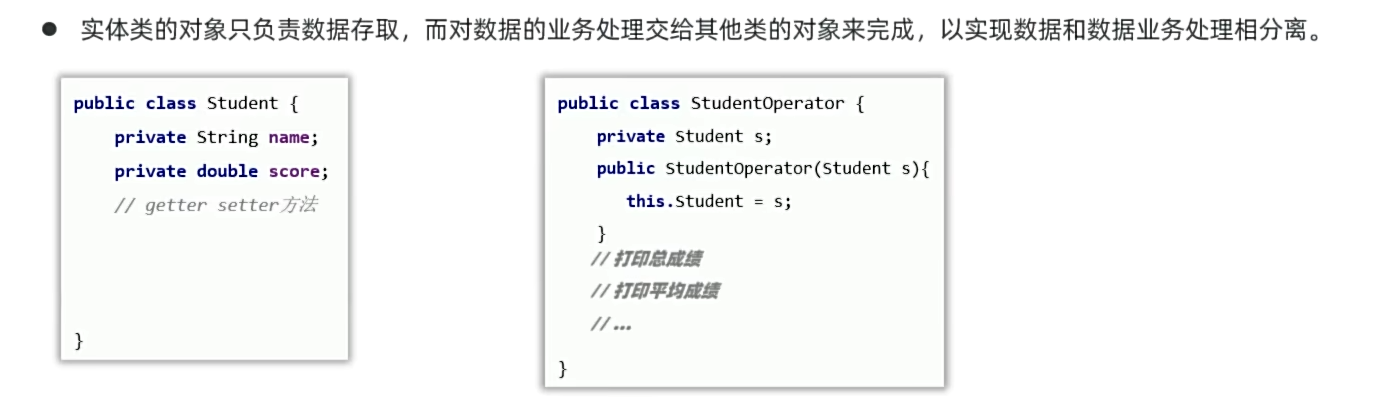 ● 实体类的对象只负责数据存取，而对数据的业务处理交给其他类的对象来完成，以实现数据和数据业务处理相分离。
public class Student {
private String name;
private double score;
// getter setter方法
}
public class StudentOperator {
private Student s;
public StudentOperator(Student s){
this.Student = s;
}
// 打印总成绩
// 打印平均成绩
// ...
}